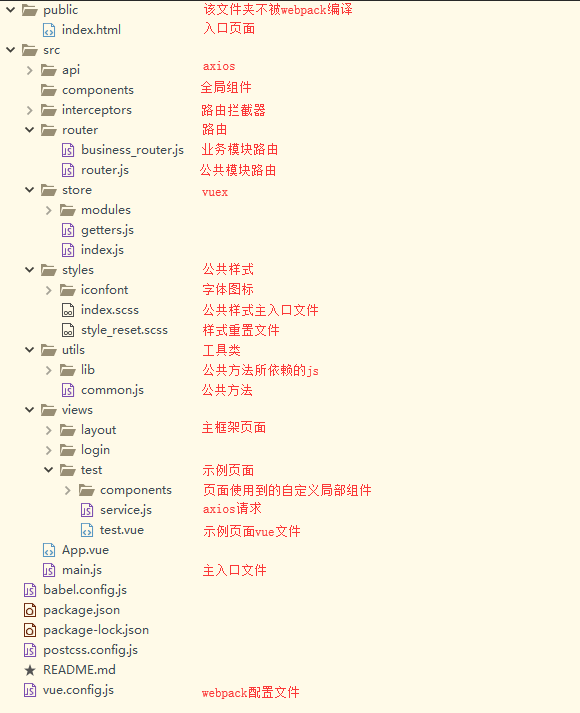 public 该文件夹不被webpack编译
index.html 入口页面
src
api axios
components 全局组件
interceptors 路由拦截器
router 路由
business_router.js 业务模块路由
router.js 公共模块路由
store vuex
modules
getters.js
index.js
styles 公共样式
iconfont 字体图标
index.scss 公共样式主入口文件
style_reset.scss 样式重置文件
utils 工具类
lib 公共方法所依赖的js
common.js 公共方法
views
layout 主框架页面
login
test 示例页面
components 页面使用到的自定义局部组件
service.js axios请求
test.vue 示例页面vue文件
App.vue
main.js 主入口文件
babel.config.js
package.json
package-lock.json
postcss.config.js
README.md
vue.config.js webpack配置文件